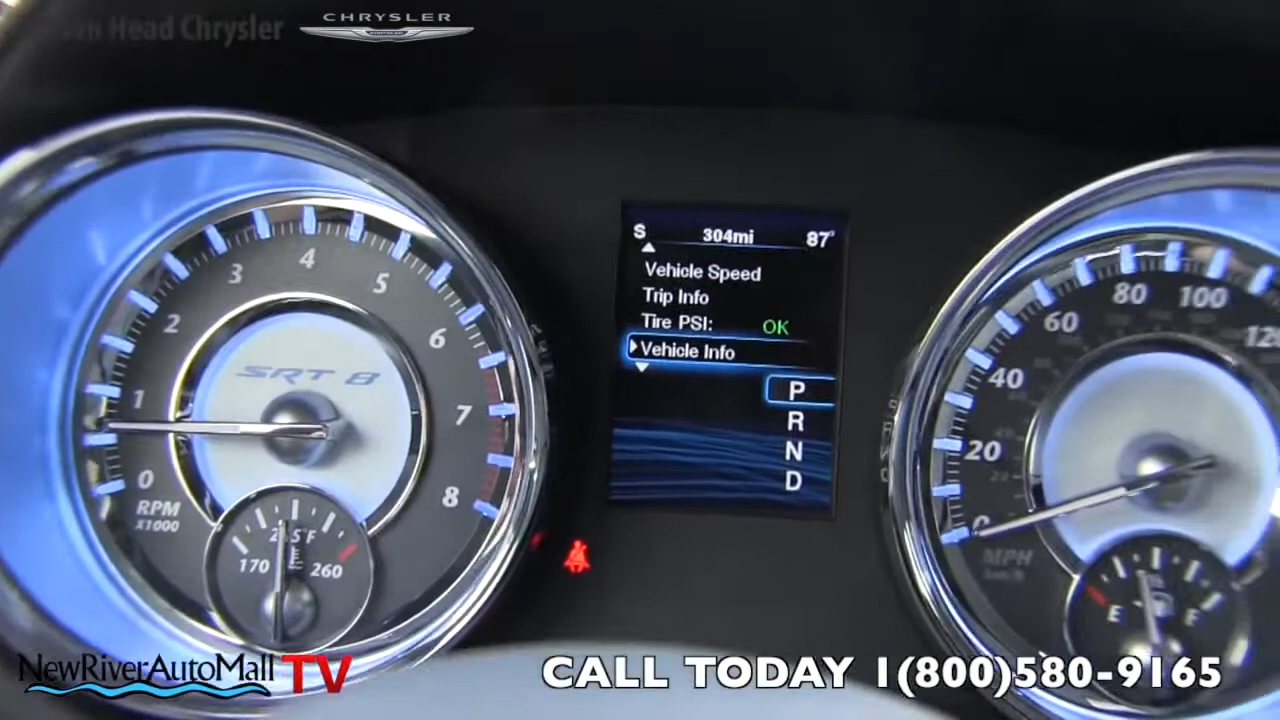 Head Chrysler
CHRYSLER
S 304mi 87°
Vehicle Speed
Trip Info
Tire PSI: OK
Vehicle Info
P
R
N
D
0 1 2 3 4 5 6 7 8
SRT 8
RPM
X1000
170 260
0 20 40 60 80 100 120
MPH
E F
NewRiverAutoMall TV
CALL TODAY 1(800)580-9165